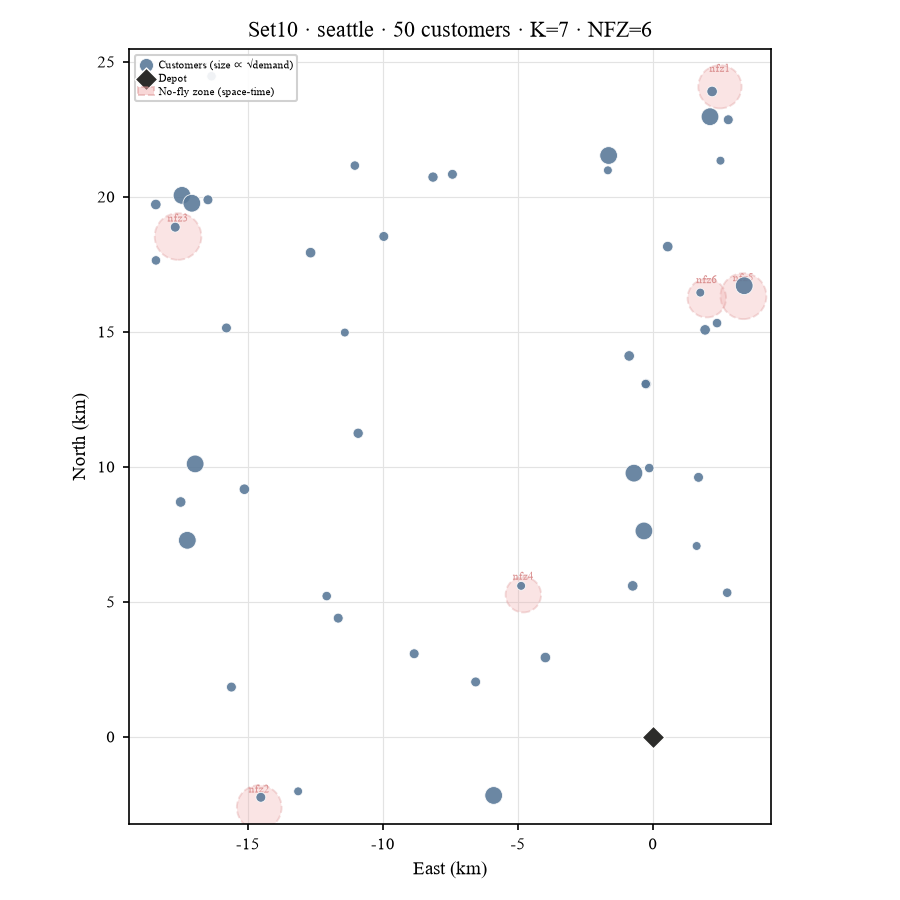 Set10 · seattle · 50 customers · K=7 · NFZ=6
Customers (size ∝ √demand)
Depot
No-fly zone (space-time)
nfz1
nfz3
nfz6
nfz5
nfz4
nfz2
25
20
15
10
5
0
-15
-10
-5
0
North (km)
East (km)